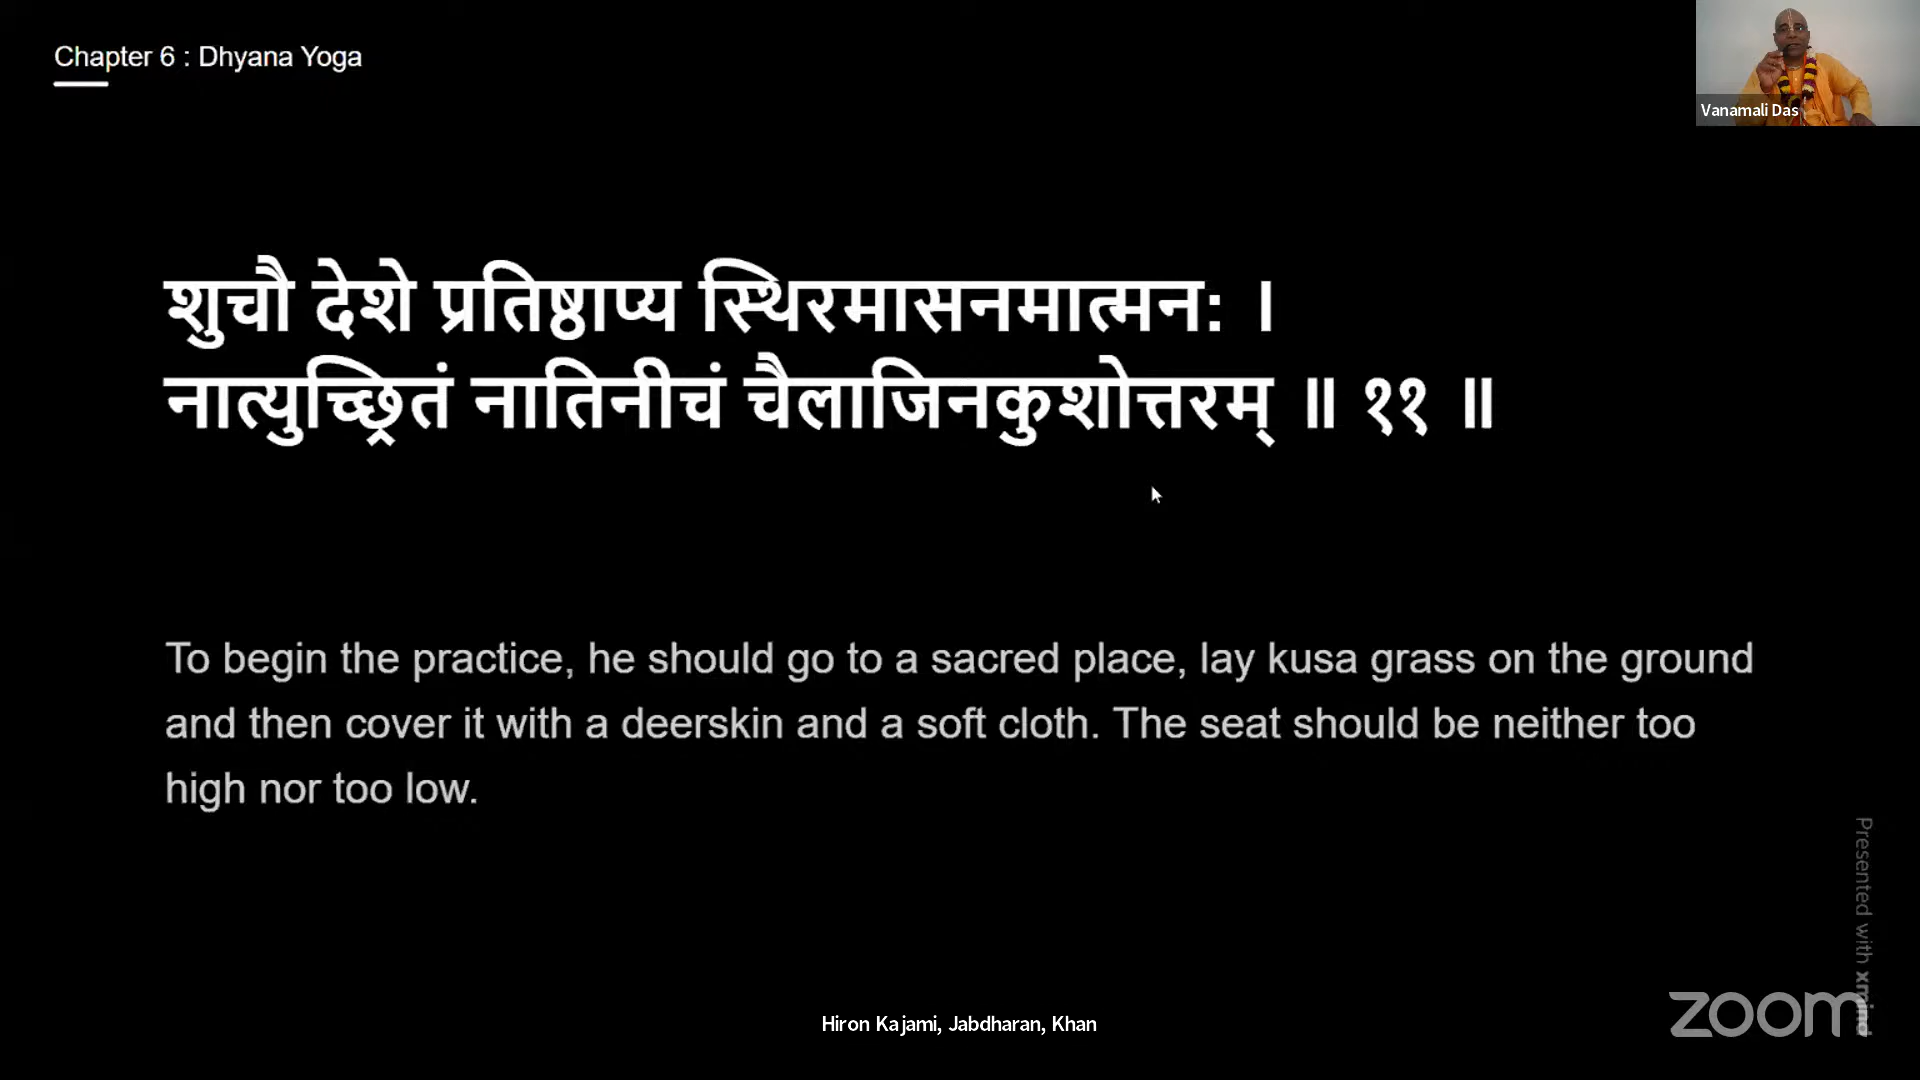 Chapter 6 : Dhyana Yoga
Vanamali Das
शुचौ देशे प्रतिष्ठाप्य स्थिरमासनमात्मन: ।
नात्युच्छ्रितं नातिनीचं चैलाजिनकुशोत्तरम् ॥ ११ ॥
To begin the practice, he should go to a sacred place, lay kusa grass on the ground
and then cover it with a deerskin and a soft cloth. The seat should be neither too
high nor too low.
Presented with xmind
Hiron Kajami, Jabdharan, Khan
zoom